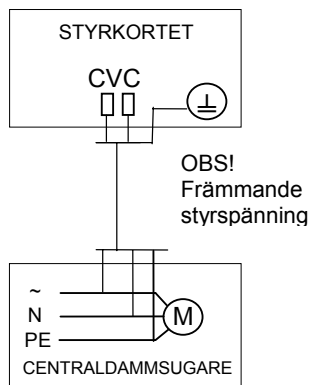 STYRKORTET
CVC
OBS!
Främmande
styrspänning
~
N
M
PE
CENTRALDAMMSUGARE